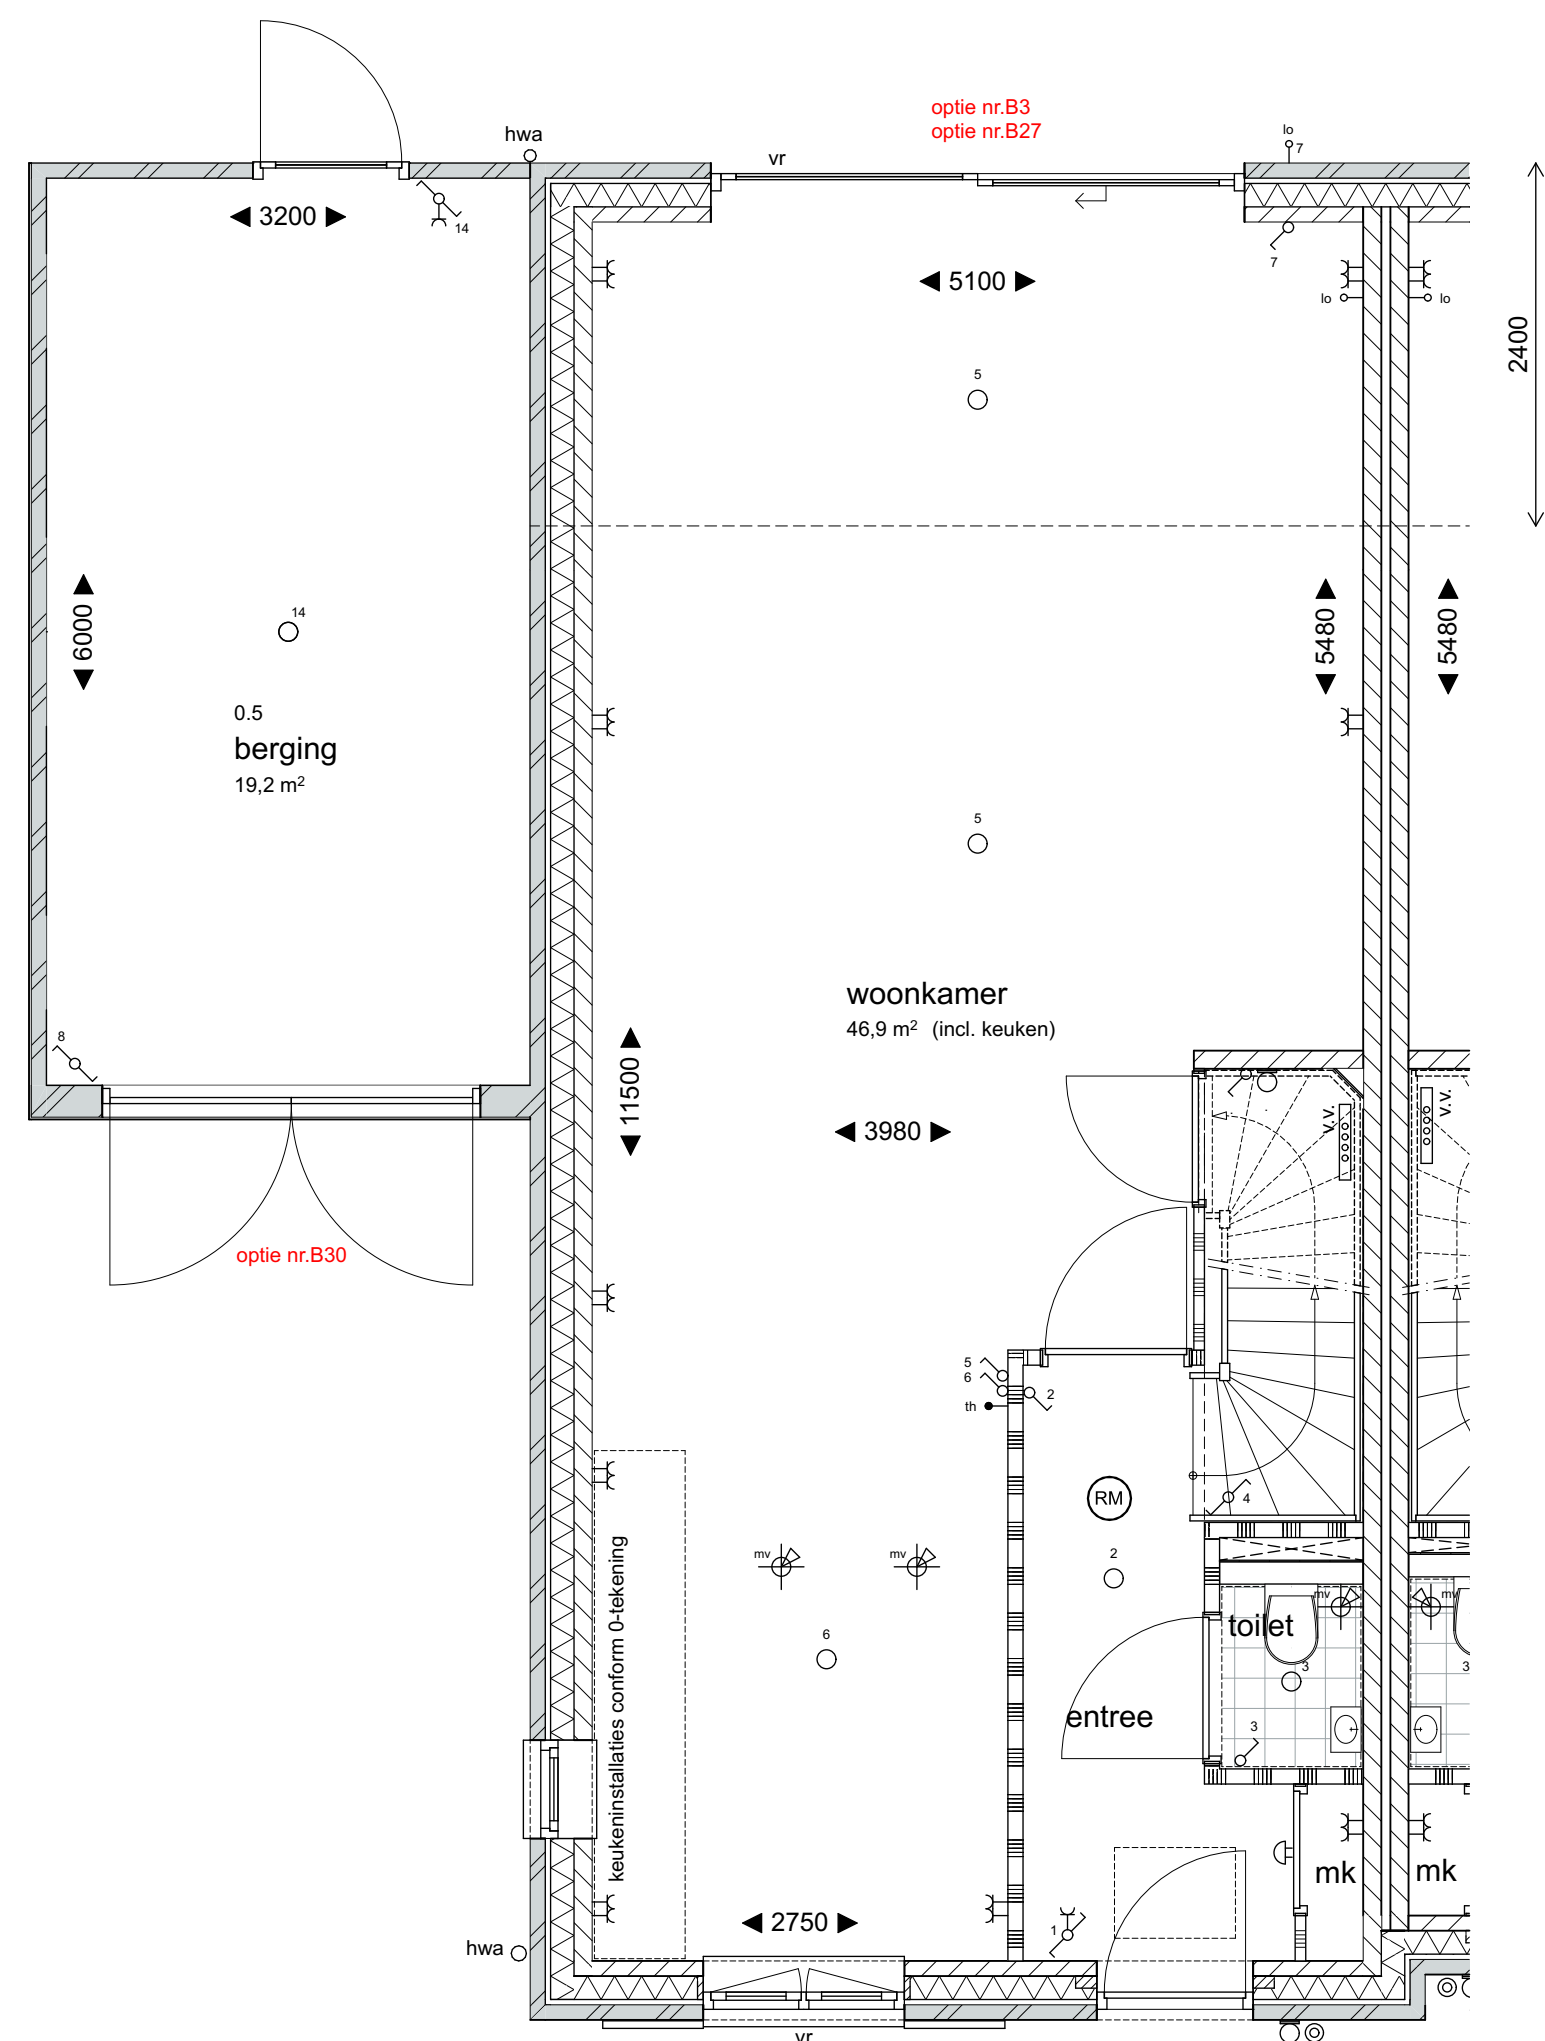 optie nr.B3
optie nr.B27
hwa
vr
lo
7
3200
14
7
5100
lo
lo
2400
5
6000
14
5480
5480
0.5
berging
19,2 m²
5
woonkamer
46,9 m² (incl. keuken)
8
11500
3980
v.v.
v.v.
optie nr.B30
5
6
2
th
RM
4
keukeninstallaties conform 0-tekening
mv
mv
2
mv
mv
toilet
6
3
3
entree
3
mk
mk
2750
1
hwa
vr